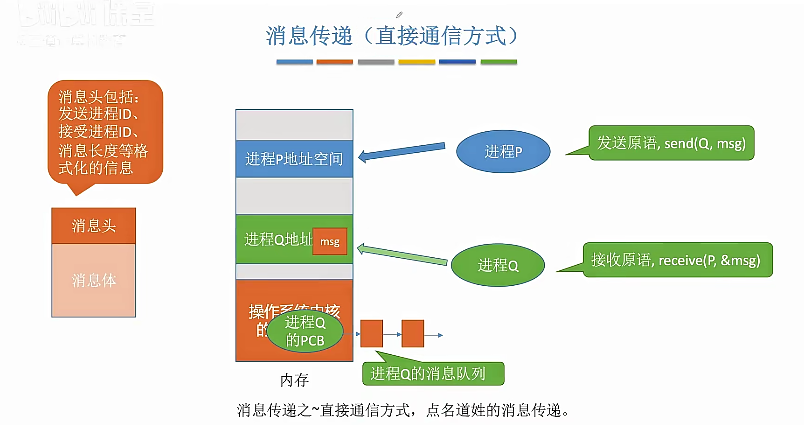 消息传递（直接通信方式）
消息头包括：
发送进程ID、
接受进程ID、
消息长度等格
式化的信息
消息头
消息体
进程P地址空间
进程Q地址
msg
操作系统内核
的
进程Q
的PCB
内存
进程P
进程Q
发送原语, send(Q, msg)
接收原语, receive(P, &msg)
进程Q的消息队列
消息传递之~直接通信方式，点名道姓的消息传递。